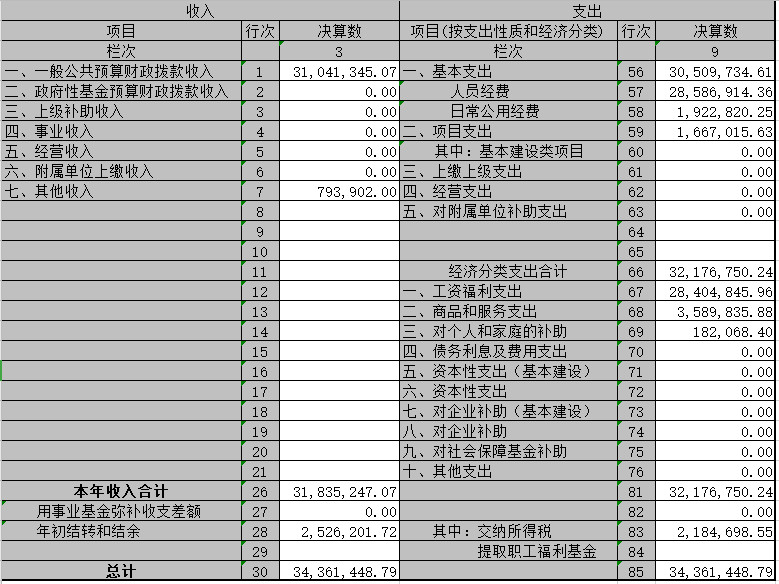 收入 支出
项目 行次 决算数 项目(按支出性质和经济分类) 行次 决算数
栏次 3 栏次 9
一、一般公共预算财政拨款收入 1 31,041,345.07 一、基本支出 56 30,509,734.61
二、政府性基金预算财政拨款收入 2 0.00 人员经费 57 28,586,914.36
三、上级补助收入 3 0.00 日常公用经费 58 1,922,820.25
四、事业收入 4 0.00 二、项目支出 59 1,667,015.63
五、经营收入 5 0.00 其中：基本建设类项目 60 0.00
六、附属单位上缴收入 6 0.00 三、上缴上级支出 61 0.00
七、其他收入 7 793,902.00 四、经营支出 62 0.00
8 五、对附属单位补助支出 63 0.00
9 64
10 65
11 经济分类支出合计 66 32,176,750.24
12 一、工资福利支出 67 28,404,845.96
13 二、商品和服务支出 68 3,589,835.88
14 三、对个人和家庭的补助 69 182,068.40
15 四、债务利息及费用支出 70 0.00
16 五、资本性支出（基本建设） 71 0.00
17 六、资本性支出 72 0.00
18 七、对企业补助（基本建设） 73 0.00
19 八、对企业补助 74 0.00
20 九、对社会保障基金补助 75 0.00
21 十、其他支出 76 0.00
本年收入合计 26 31,835,247.07 81 32,176,750.24
用事业基金弥补收支差额 27 0.00 82 0.00
年初结转和结余 28 2,526,201.72 其中：交纳所得税 83 2,184,698.55
29 提取职工福利基金 84
总计 30 34,361,448.79 85 34,361,448.79